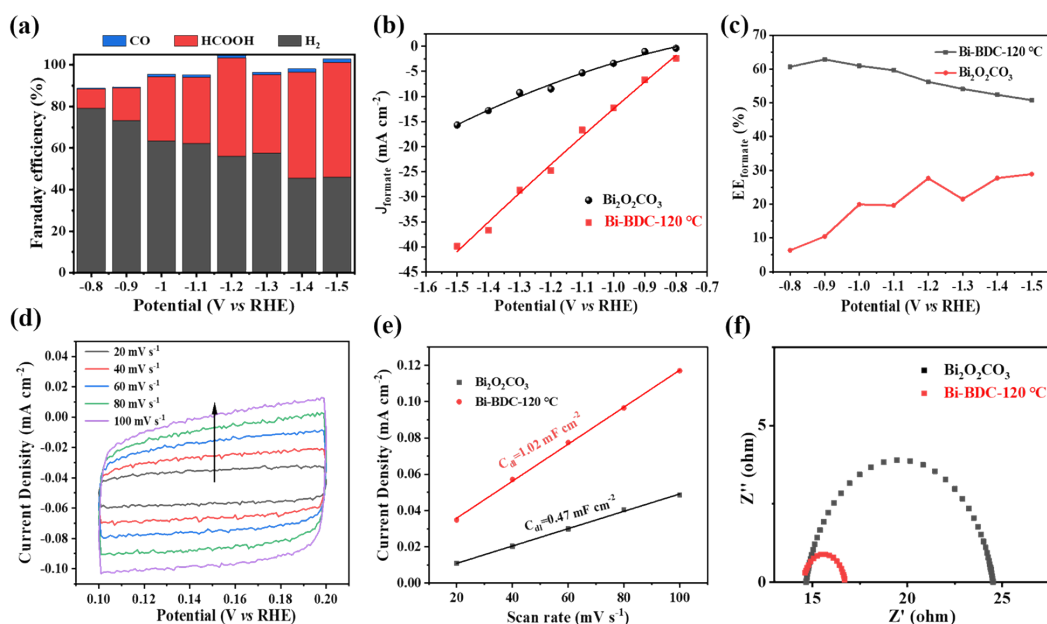 (a)
CO HCOOH H₂
Faraday efficiency (%)
100
80
60
40
20
0
-0.8 -0.9 -1 -1.1 -1.2 -1.3 -1.4 -1.5
Potential (V vs RHE)
(b)
J formate (mA cm⁻²)
0
-5
-10
-15
-20
-25
-30
-35
-40
-45
Bi₂O₂CO₃
Bi-BDC-120 °C
-1.6 -1.5 -1.4 -1.3 -1.2 -1.1 -1.0 -0.9 -0.8 -0.7
Potential (V vs RHE)
(c)
EE formate (%)
70
60
50
40
30
20
10
0
Bi-BDC-120 °C
Bi₂O₂CO₃
-0.8 -0.9 -1.0 -1.1 -1.2 -1.3 -1.4 -1.5
Potential (V vs RHE)
(d)
Current Denisity (mA cm⁻²)
0.04
0.02
0.00
-0.02
-0.04
-0.06
-0.08
-0.10
20 mV s⁻¹
40 mV s⁻¹
60 mV s⁻¹
80 mV s⁻¹
100 mV s⁻¹
0.10 0.12 0.14 0.16 0.18 0.20
Potential (V vs RHE)
(e)
Current Density (mA cm⁻²)
0.12
0.10
0.08
0.06
0.04
0.02
0.00
Bi₂O₂CO₃
Bi-BDC-120 °C
C_dl=1.02 mF cm⁻²
C_dl=0.47 mF cm⁻²
20 40 60 80 100
Scan rate (mV s⁻¹)
(f)
Z'' (ohm)
5
0
Bi₂O₂CO₃
Bi-BDC-120 °C
15 20 25
Z' (ohm)